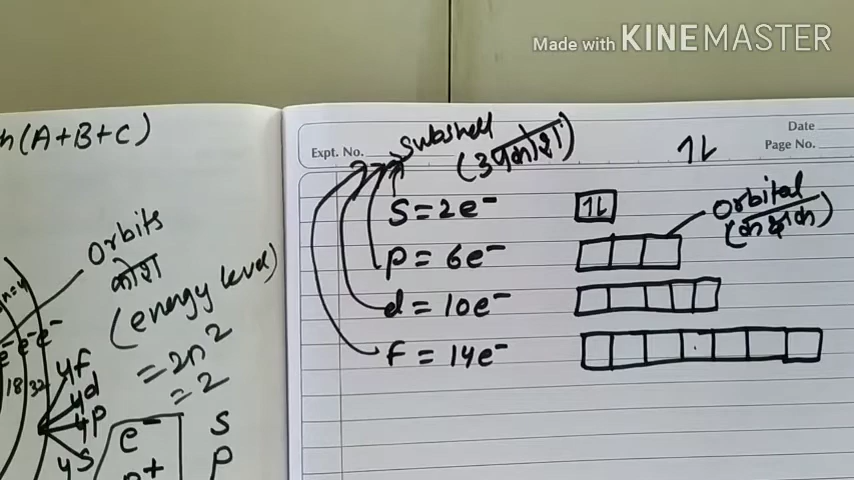 Made with KINEMASTER
n(A+B+C)
Orbits
कोश
(energy level)
= 2n²
= 2
n=4
e⁻ e⁻ e⁻
18 32
4f
4d
4p
4s
e⁻
S
P
Expt. No.
Date
Page No.
Subshell
(उपकोश)
1L
S = 2e⁻
1L
Orbital
(कक्षक)
P = 6e⁻
d = 10e⁻
f = 14e⁻